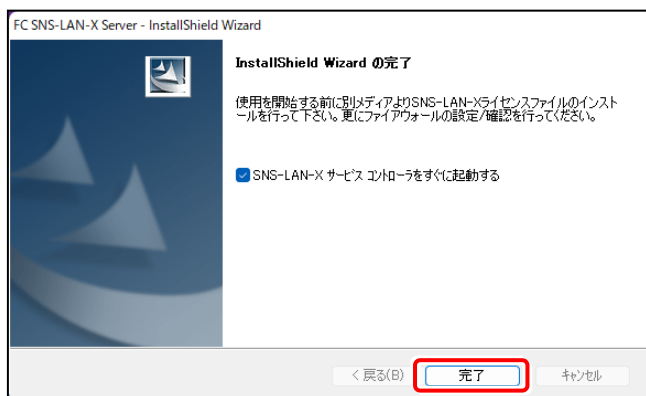 FC SNS-LAN-X Server - InstallShield Wizard
InstallShield Wizard の完了
使用を開始する前に別メディアよりSNS-LAN-Xライセンスファイルのインスト
ールを行って下さい。更にファイアウォールの設定/確認を行ってください。
SNS-LAN-X サービス コントローラをすぐに起動する
< 戻る(B)
完了
キャンセル